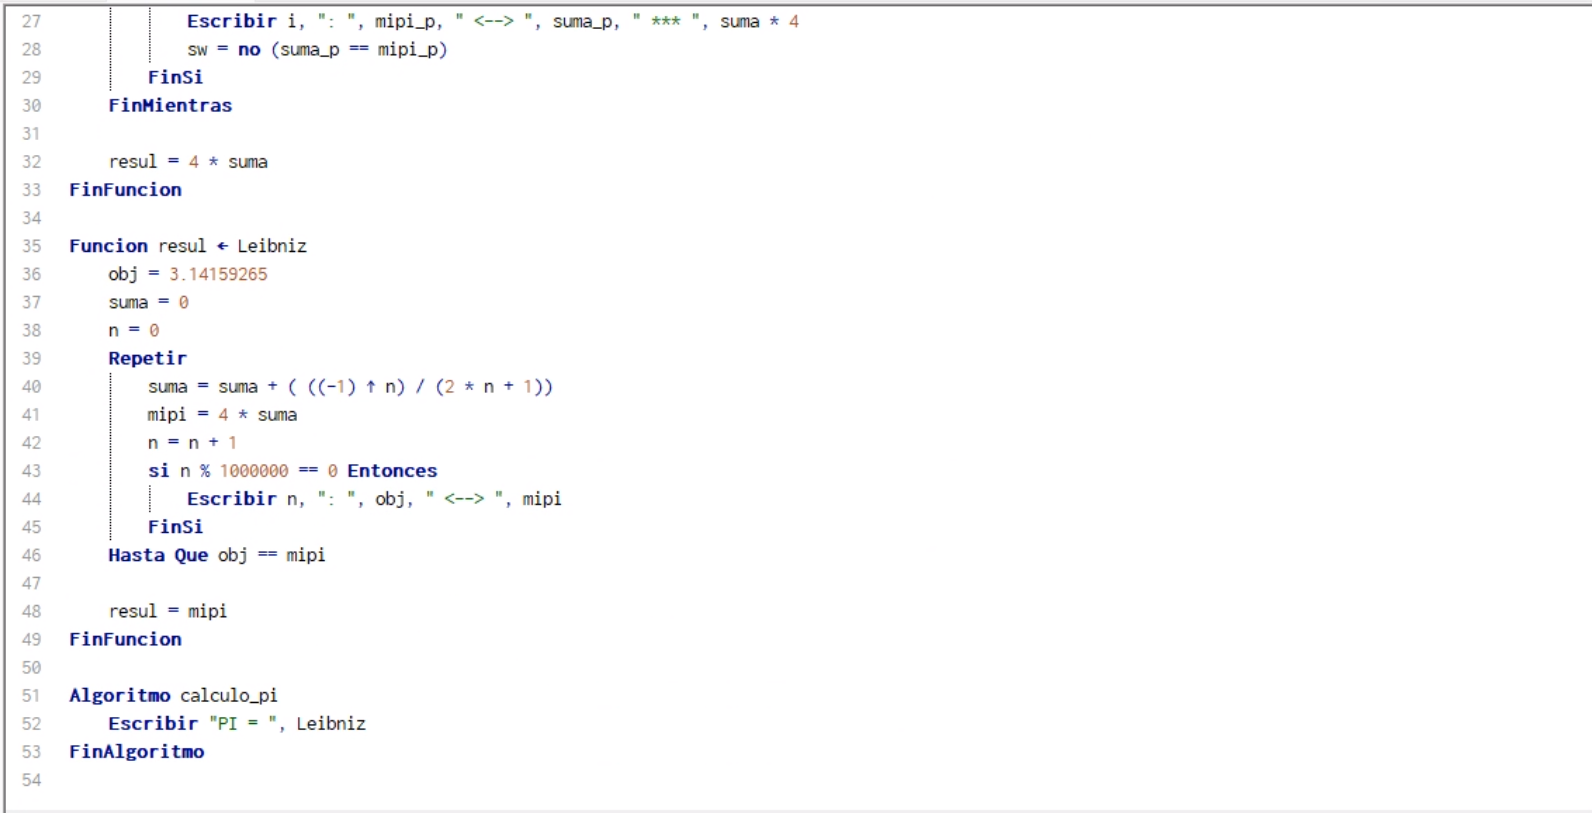 27 Escribir i, ": ", mipi_p, " <--> ", suma_p, " *** ", suma * 4
28 sw = no (suma_p == mipi_p)
29 FinSi
30 FinMientras
31
32 resul = 4 * suma
33 FinFuncion
34
35 Funcion resul ← Leibniz
36 obj = 3.14159265
37 suma = 0
38 n = 0
39 Repetir
40 suma = suma + ( ((-1) ↑ n) / (2 * n + 1))
41 mipi = 4 * suma
42 n = n + 1
43 si n % 1000000 == 0 Entonces
44 Escribir n, ": ", obj, " <--> ", mipi
45 FinSi
46 Hasta Que obj == mipi
47
48 resul = mipi
49 FinFuncion
50
51 Algoritmo calculo_pi
52 Escribir "PI = ", Leibniz
53 FinAlgoritmo
54